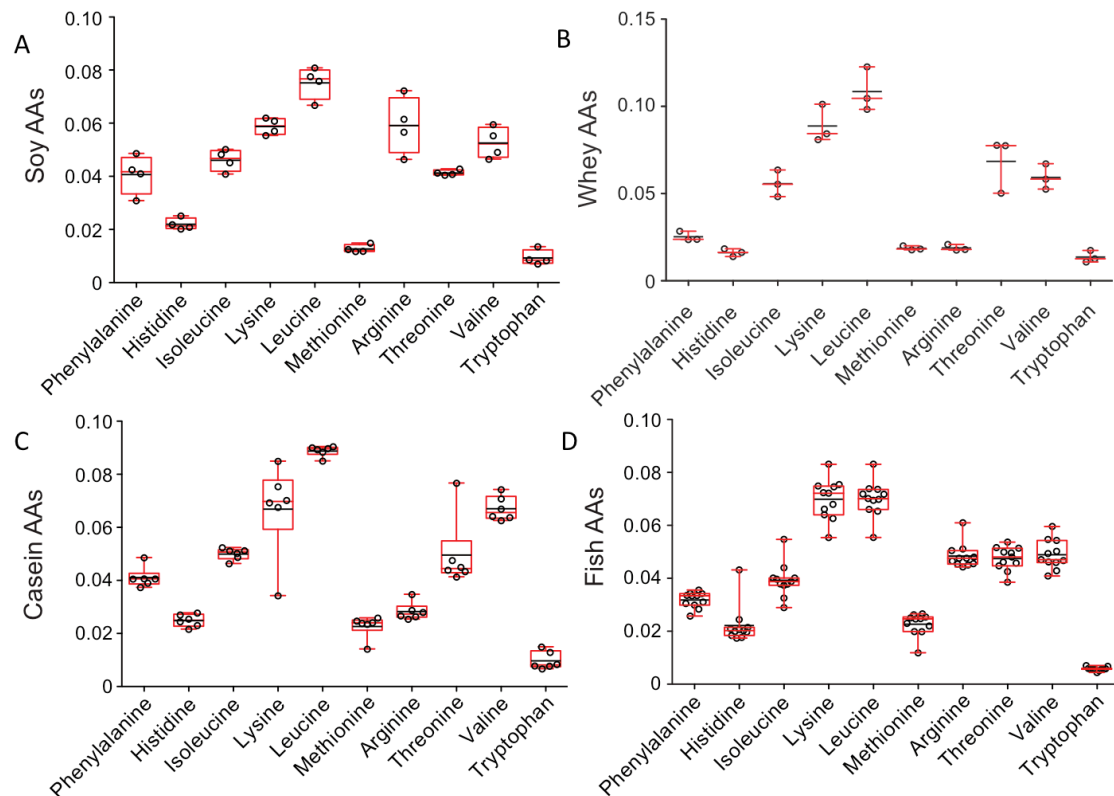 A
Soy AAs
0.10
0.08
0.06
0.04
0.02
0
Phenylalanine
Histidine
Isoleucine
Lysine
Leucine
Methionine
Arginine
Threonine
Valine
Tryptophan
B
Whey AAs
0.15
0.10
0.05
0
Phenylalanine
Histidine
Isoleucine
Lysine
Leucine
Methionine
Arginine
Threonine
Valine
Tryptophan
C
Casein AAs
0.10
0.08
0.06
0.04
0.02
0
Phenylalanine
Histidine
Isoleucine
Lysine
Leucine
Methionine
Arginine
Threonine
Valine
Tryptophan
D
Fish AAs
0.10
0.08
0.06
0.04
0.02
0
Phenylalanine
Histidine
Isoleucine
Lysine
Leucine
Methionine
Arginine
Threonine
Valine
Tryptophan